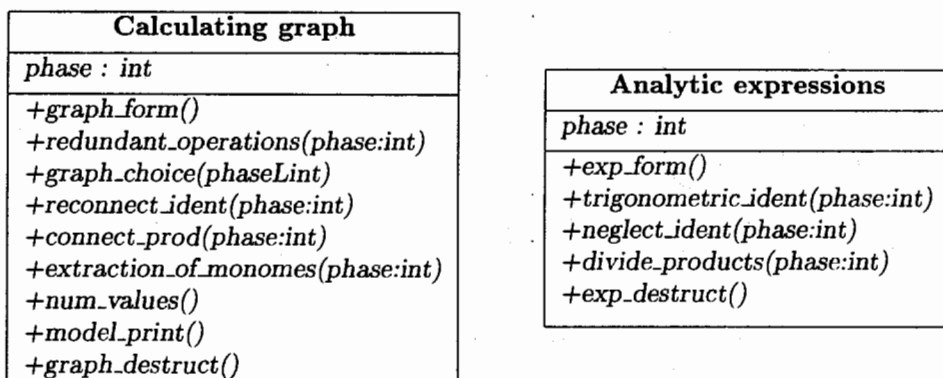 Calculating graph
phase : int
+graph_form()
+redundant_operations(phase:int)
+graph_choice(phaseLint)
+reconnect_ident(phase:int)
+connect_prod(phase:int)
+extraction_of_monomes(phase:int)
+num_values()
+model_print()
+graph_destruct()
Analytic expressions
phase : int
+exp_form()
+trigonometric_ident(phase:int)
+neglect_ident(phase:int)
+divide_products(phase:int)
+exp_destruct()